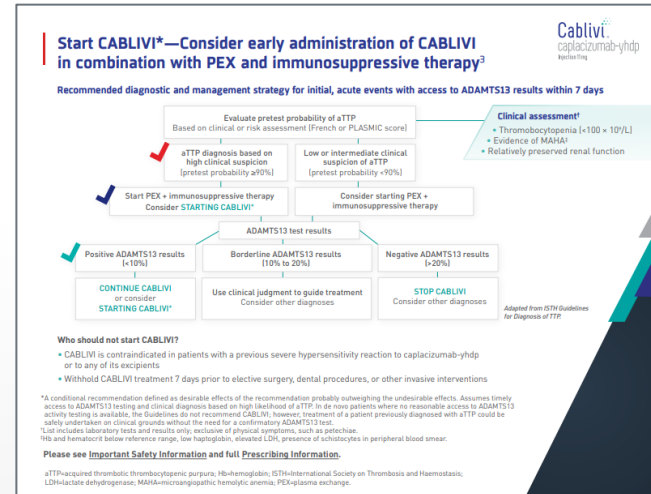 Start CABLIVI*—Consider early administration of CABLIVI
in combination with PEX and immunosuppressive therapy³
Cablivi
caplacizumab-yhdp
Injection 11mg
Recommended diagnostic and management strategy for initial, acute events with access to ADAMTS13 results within 7 days
Evaluate pretest probability of aTTP
Based on clinical or risk assessment (French or PLASMIC score)
Clinical assessment†
• Thrombocytopenia (<100 × 10⁹/L)
• Evidence of MAHA‡
• Relatively preserved renal function
aTTP diagnosis based on
high clinical suspicion
(pretest probability ≥90%)
Low or intermediate clinical
suspicion of aTTP
(pretest probability <90%)
Start PEX + immunosuppressive therapy
Consider STARTING CABLIVI*
Consider starting PEX +
immunosuppressive therapy
ADAMTS13 test results
Positive ADAMTS13 results
(<10%)
Borderline ADAMTS13 results
(10% to 20%)
Negative ADAMTS13 results
(>20%)
CONTINUE CABLIVI
or consider
STARTING CABLIVI*
Use clinical judgment to guide treatment
Consider other diagnoses
STOP CABLIVI
Consider other diagnoses
Adapted from ISTH Guidelines
for Diagnosis of TTP.
Who should not start CABLIVI?
• CABLIVI is contraindicated in patients with a previous severe hypersensitivity reaction to caplacizumab-yhdp
or to any of its excipients
• Withhold CABLIVI treatment 7 days prior to elective surgery, dental procedures, or other invasive interventions
*A conditional recommendation defined as desirable effects of the recommendation probably outweighing the undesirable effects. Assumes timely
access to ADAMTS13 testing and clinical diagnosis based on high likelihood of aTTP. In de novo patients where no reasonable access to ADAMTS13
activity testing is available, the Guidelines do not recommend CABLIVI; however, treatment of a patient previously diagnosed with aTTP could be
safely undertaken on clinical grounds without the need for a confirmatory ADAMTS13 test.
†List includes laboratory tests and results only; exclusive of physical symptoms, such as petechiae.
‡Hb and hematocrit below reference range, low haptoglobin, elevated LDH, presence of schistocytes in peripheral blood smear.
Please see Important Safety Information and full Prescribing Information.
aTTP=acquired thrombotic thrombocytopenic purpura; Hb=hemoglobin; ISTH=International Society on Thrombosis and Haemostasis;
LDH=lactate dehydrogenase; MAHA=microangiopathic hemolytic anemia; PEX=plasma exchange.